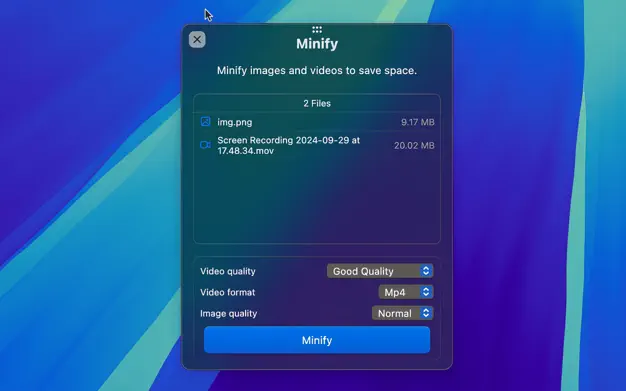 Minify
Minify images and videos to save space.
2 Files
img.png 9.17 MB
Screen Recording 2024-09-29 at
17.48.34.mov 20.02 MB
Video quality Good Quality
Video format Mp4
Image quality Normal
Minify